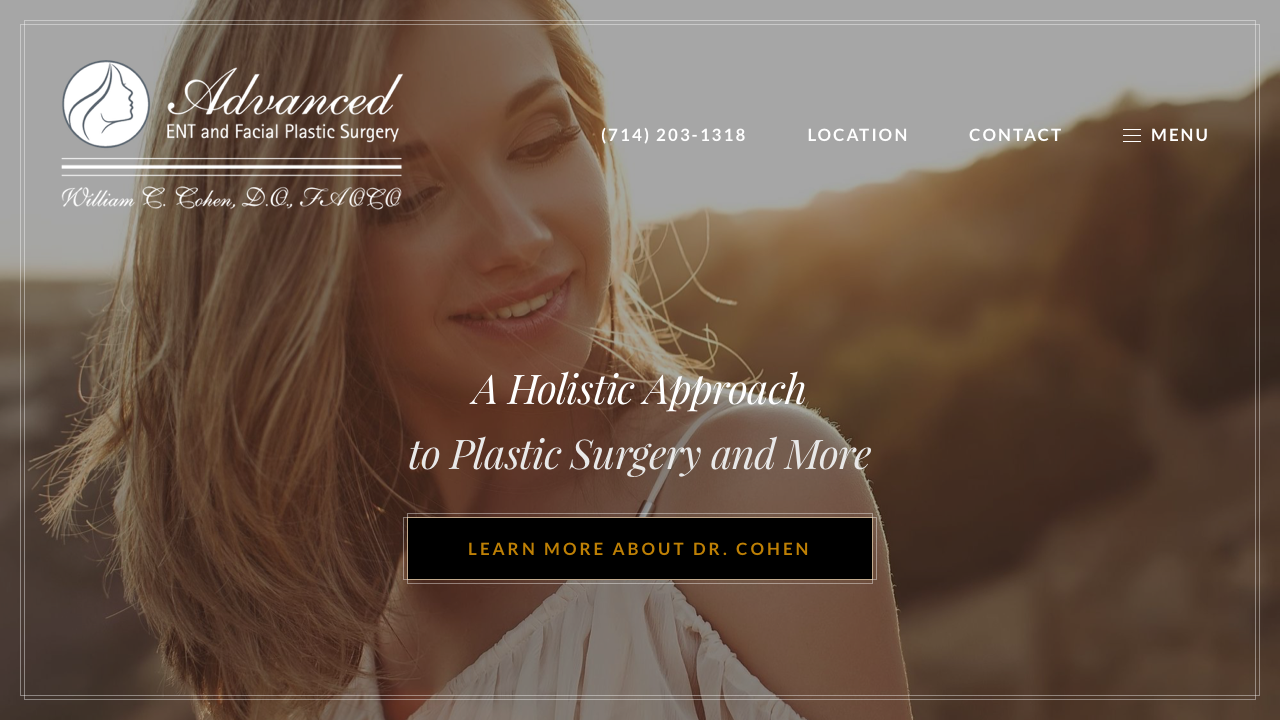 Advanced
ENT and Facial Plastic Surgery
William C. Cohen, D.O., FAOCO
(714) 203-1318
LOCATION
CONTACT
MENU
A Holistic Approach
to Plastic Surgery and More
LEARN MORE ABOUT DR. COHEN